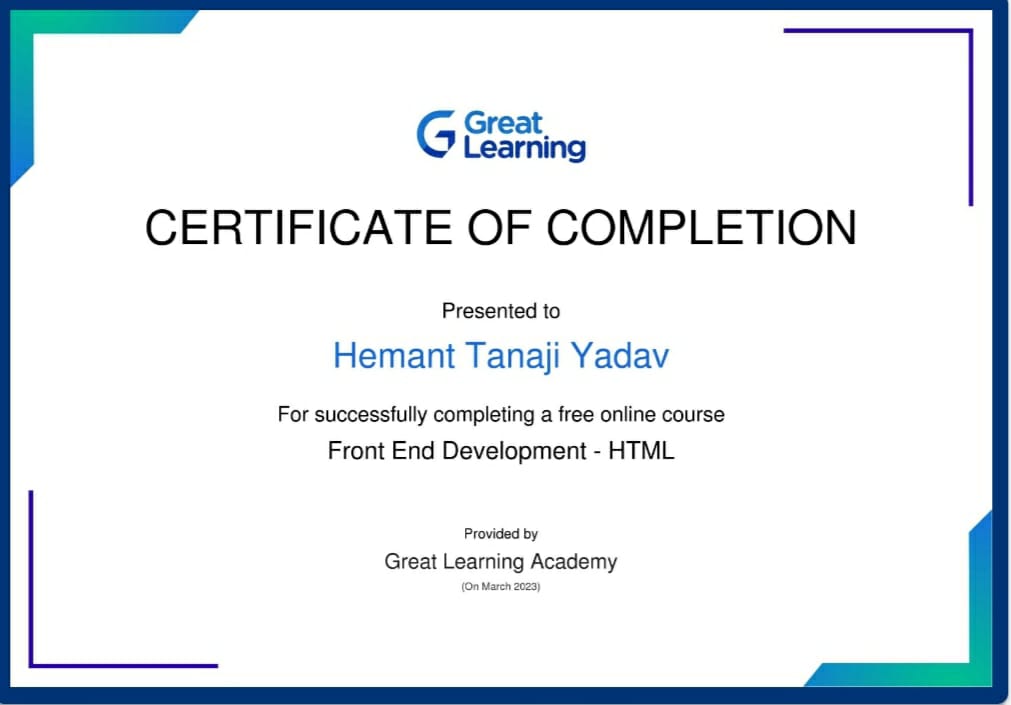 Great
Learning
CERTIFICATE OF COMPLETION
Presented to
Hemant Tanaji Yadav
For successfully completing a free online course
Front End Development - HTML
Provided by
Great Learning Academy
(On March 2023)